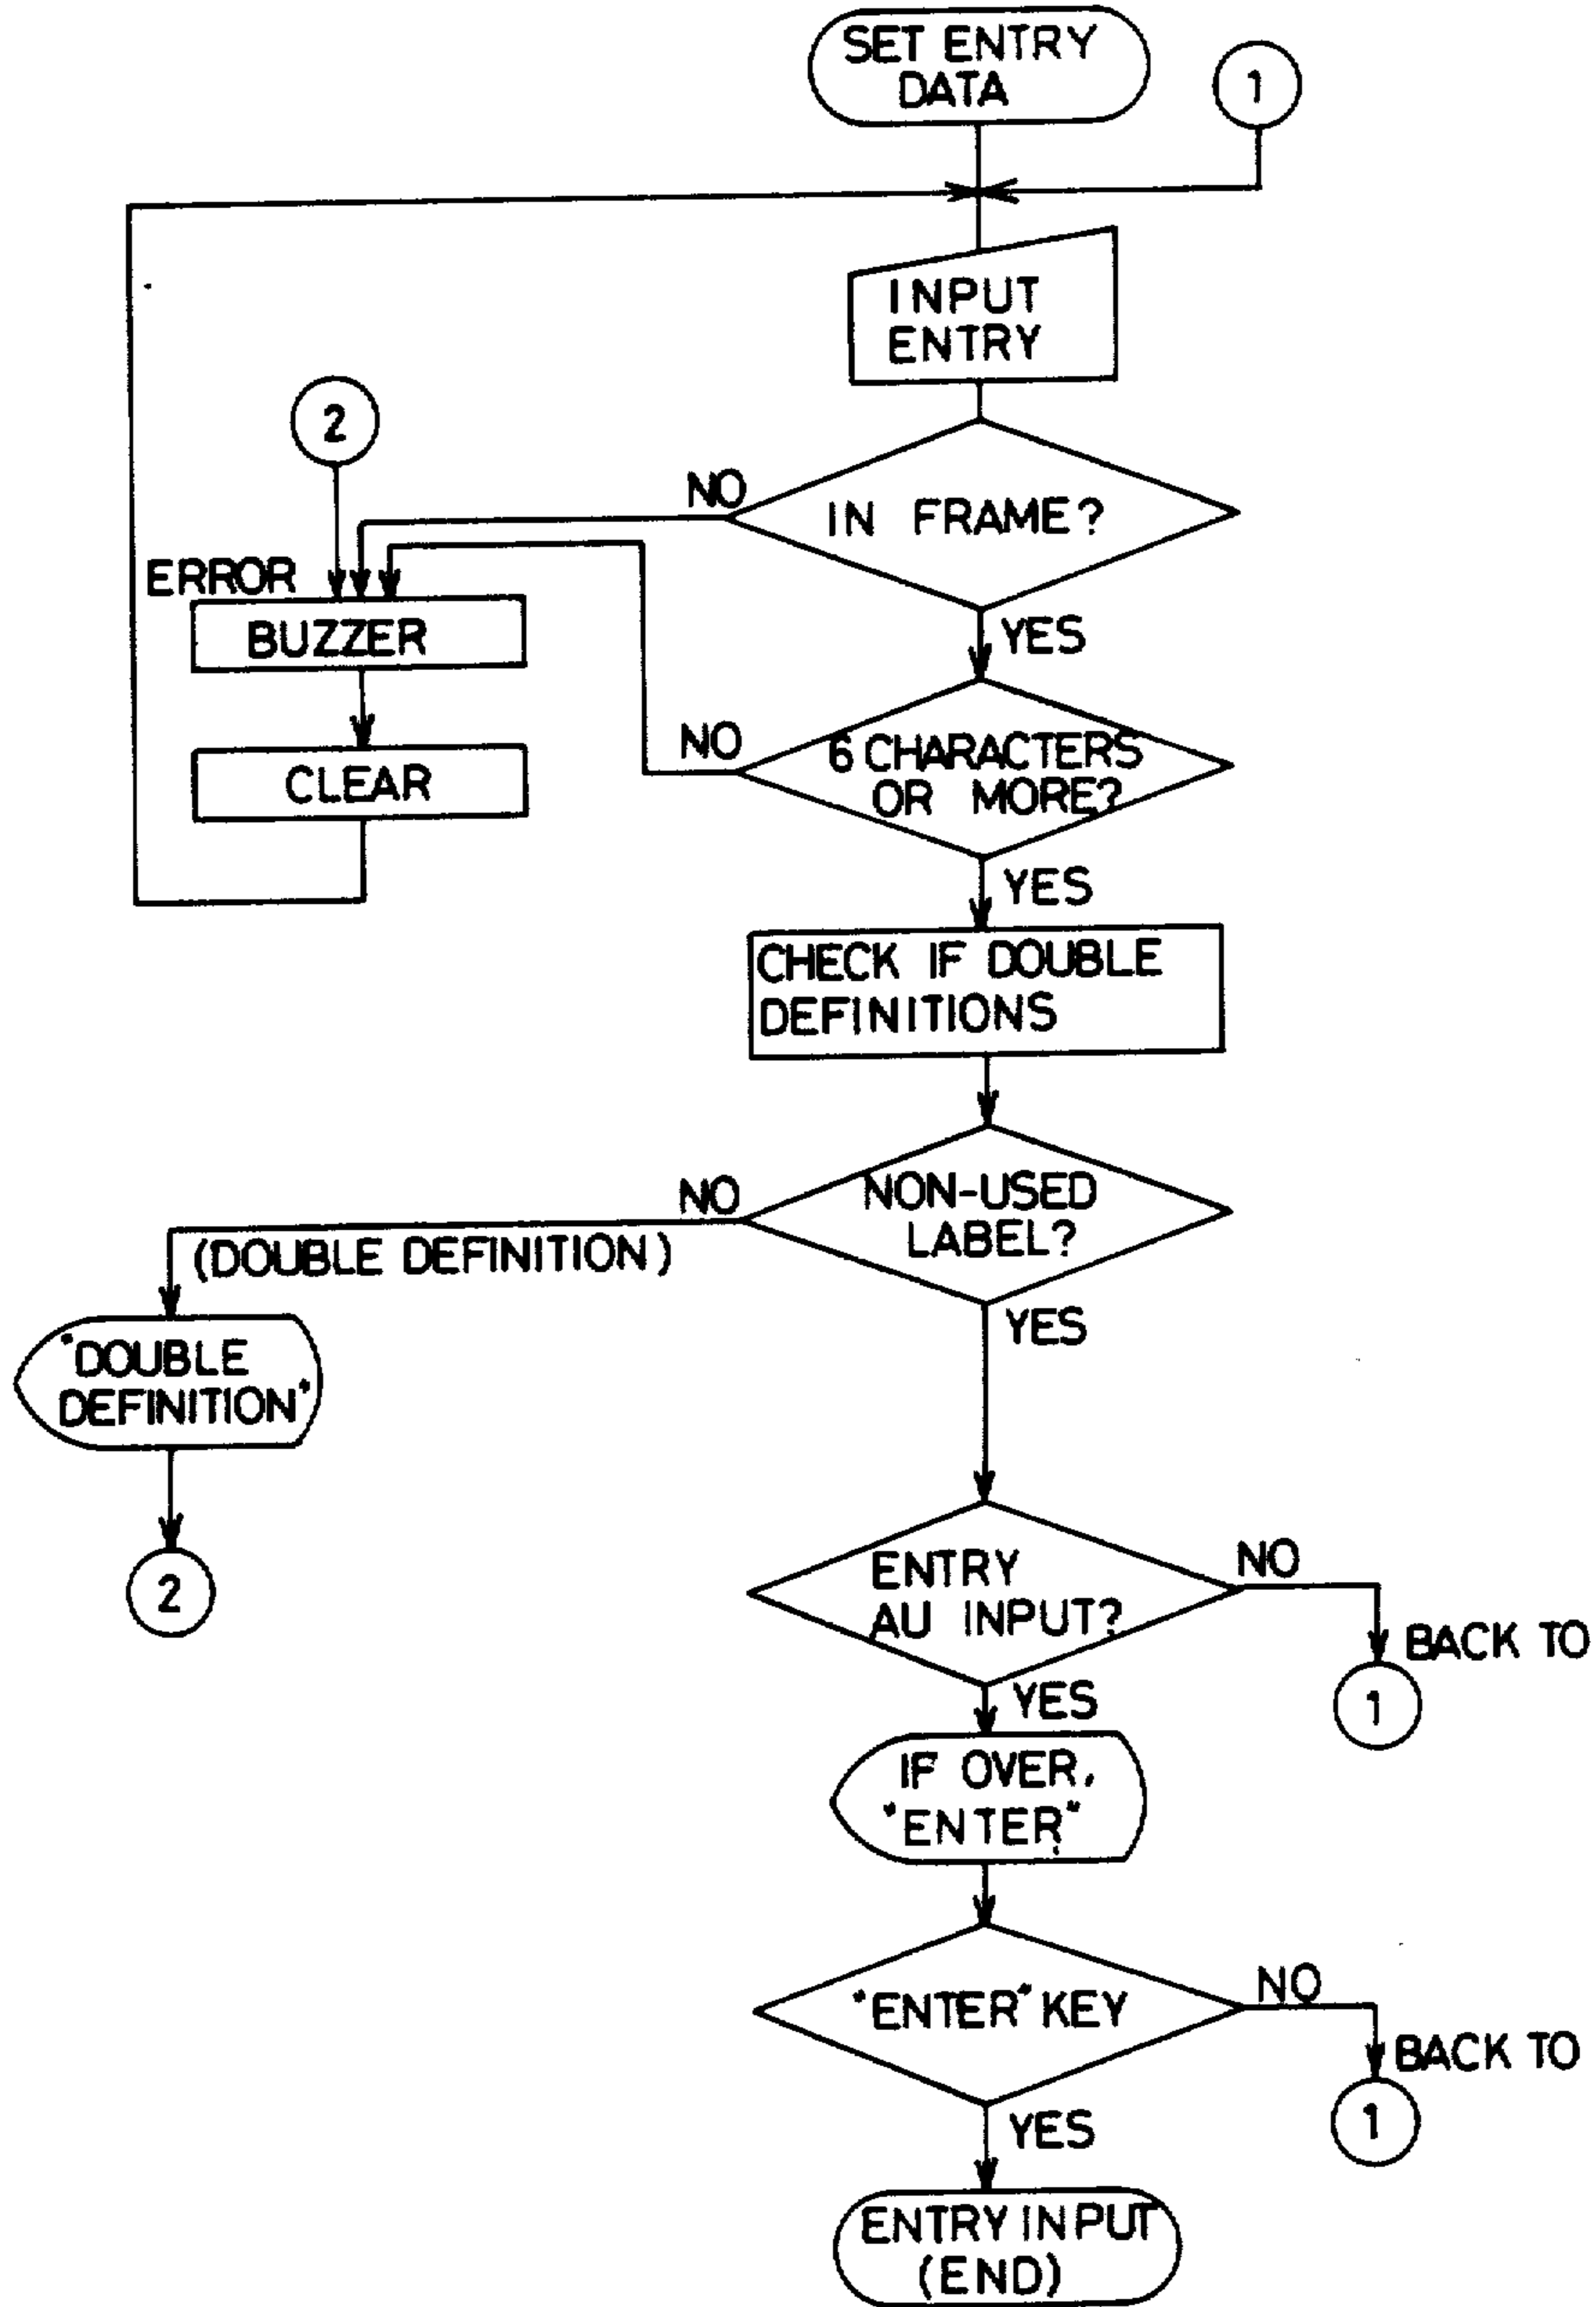 SET ENTRY
DATA
1
INPUT
ENTRY
2
NO
IN FRAME?
ERROR
BUZZER
YES
CLEAR
NO
6 CHARACTERS
OR MORE?
YES
CHECK IF DOUBLE
DEFINITIONS
NO
NON-USED
LABEL?
(DOUBLE DEFINITION)
YES
"DOUBLE
DEFINITION"
2
ENTRY
AU INPUT?
NO
BACK TO
1
YES
IF OVER,
"ENTER"
"ENTER" KEY
NO
BACK TO
1
YES
ENTRY INPUT
(END)